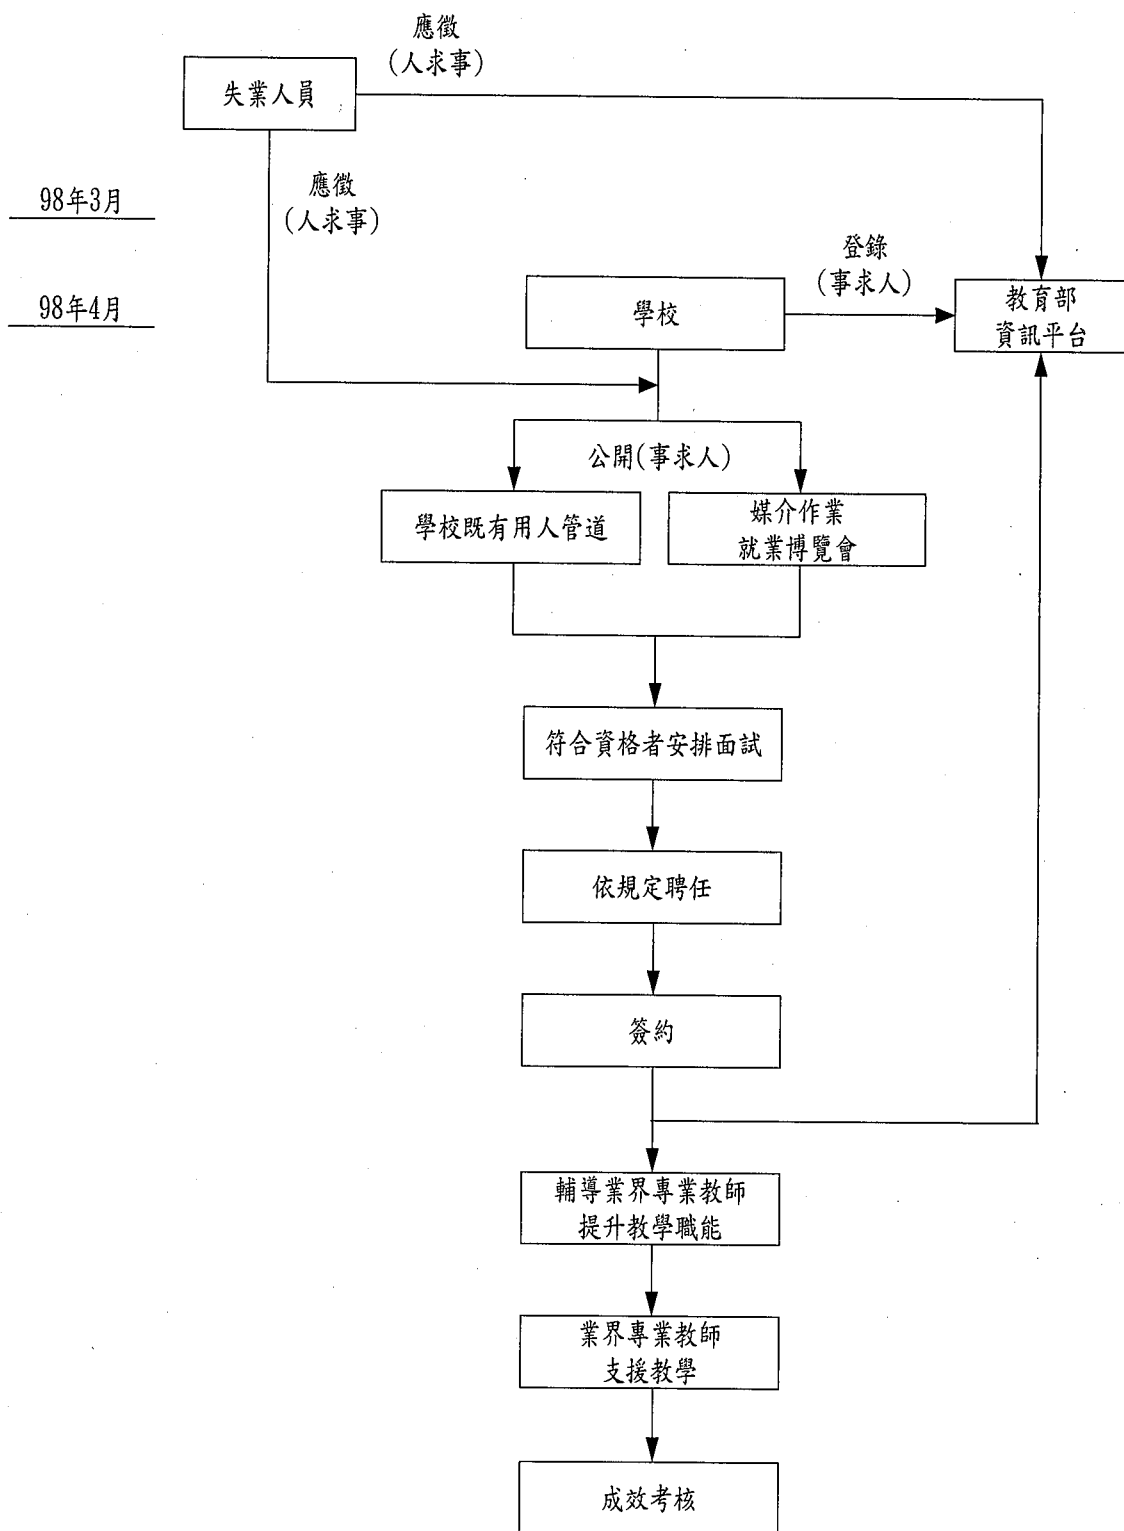 應徵
(人求事)
失業人員
98年3月
應徵
(人求事)
登錄
(事求人)
98年4月
學校
教育部
資訊平台
公開(事求人)
學校既有用人管道
媒介作業
就業博覽會
符合資格者安排面試
依規定聘任
簽約
輔導業界專業教師
提升教學職能
業界專業教師
支援教學
成效考核